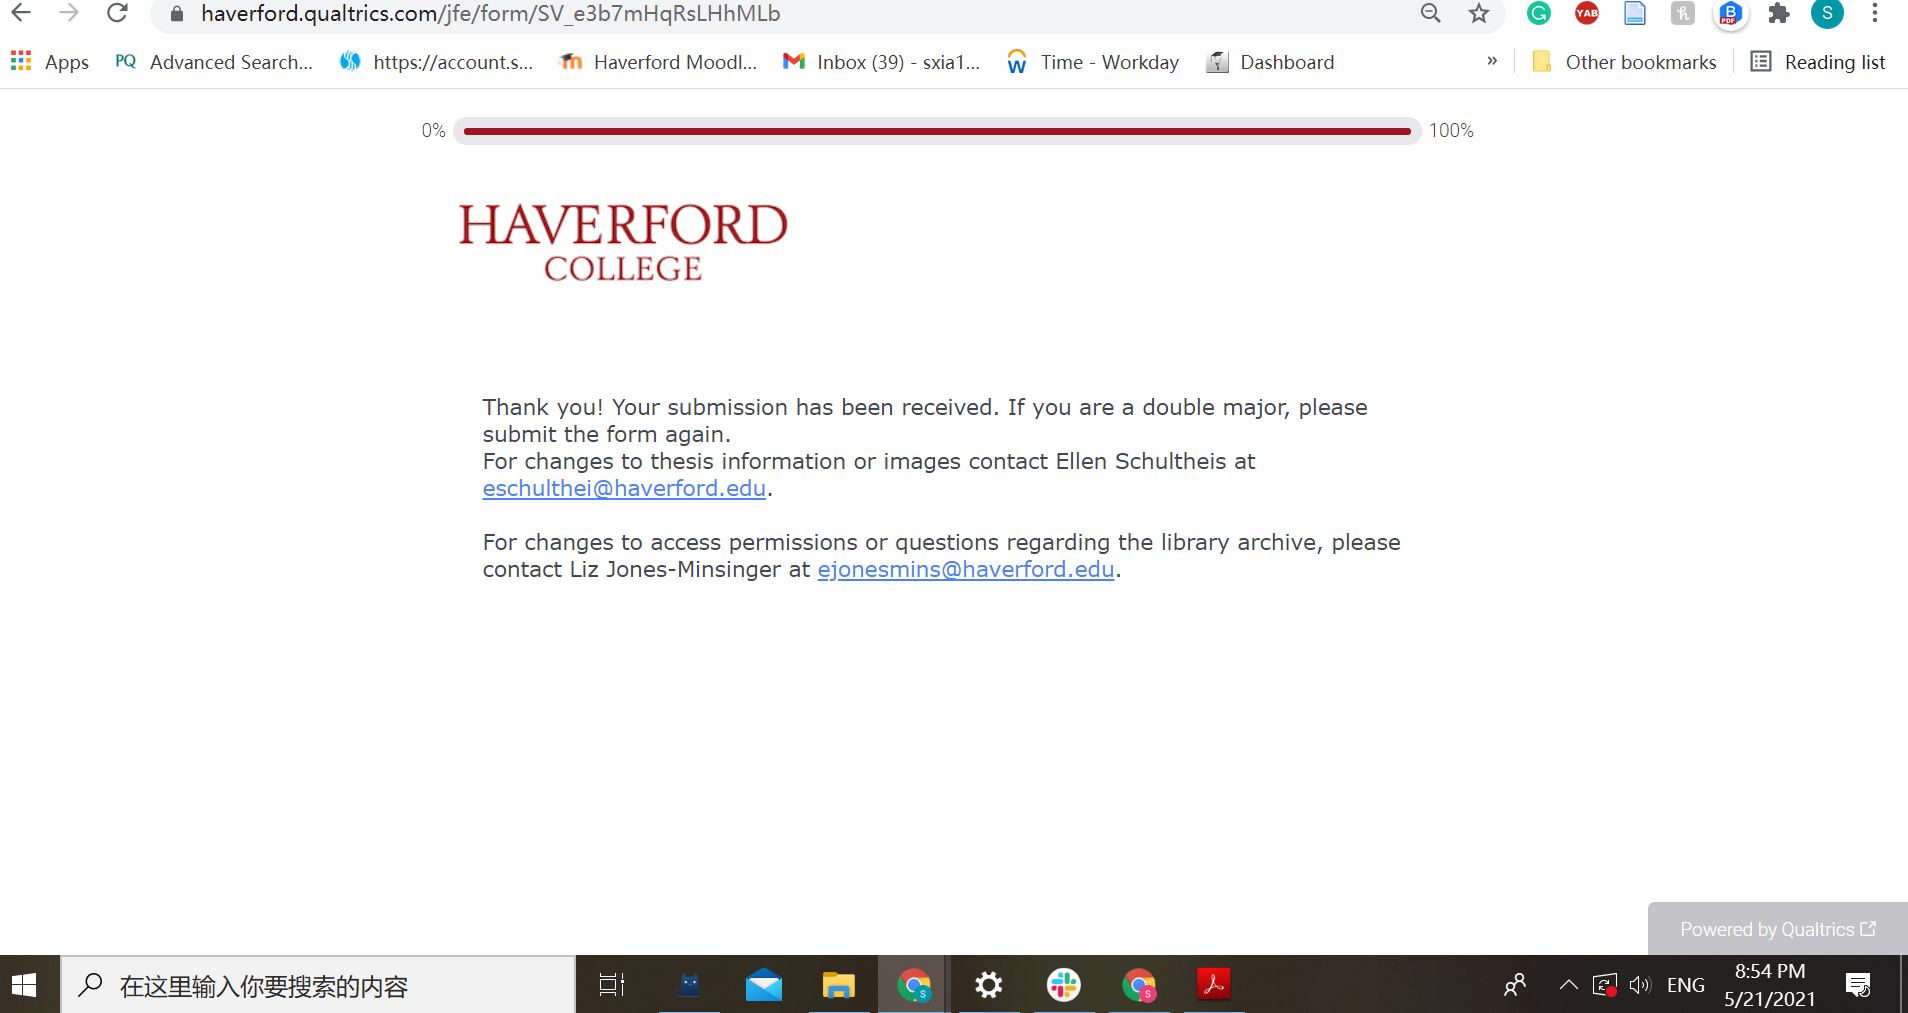 haverford.qualtrics.com/jfe/form/SV_e3b7mHqRsLHhMLb
G YAB h B PDF S
Apps PQ Advanced Search... https://account.s... Haverford Moodl... Inbox (39) - sxia1... Time - Workday Dashboard » Other bookmarks Reading list
0% 100%
HAVERFORD
COLLEGE
Thank you! Your submission has been received. If you are a double major, please
submit the form again.
For changes to thesis information or images contact Ellen Schultheis at
eschulthei@haverford.edu.
For changes to access permissions or questions regarding the library archive, please
contact Liz Jones-Minsinger at ejonesmins@haverford.edu.
Powered by Qualtrics
在这里输入你要搜索的内容 S S ENG 8:54 PM
5/21/2021